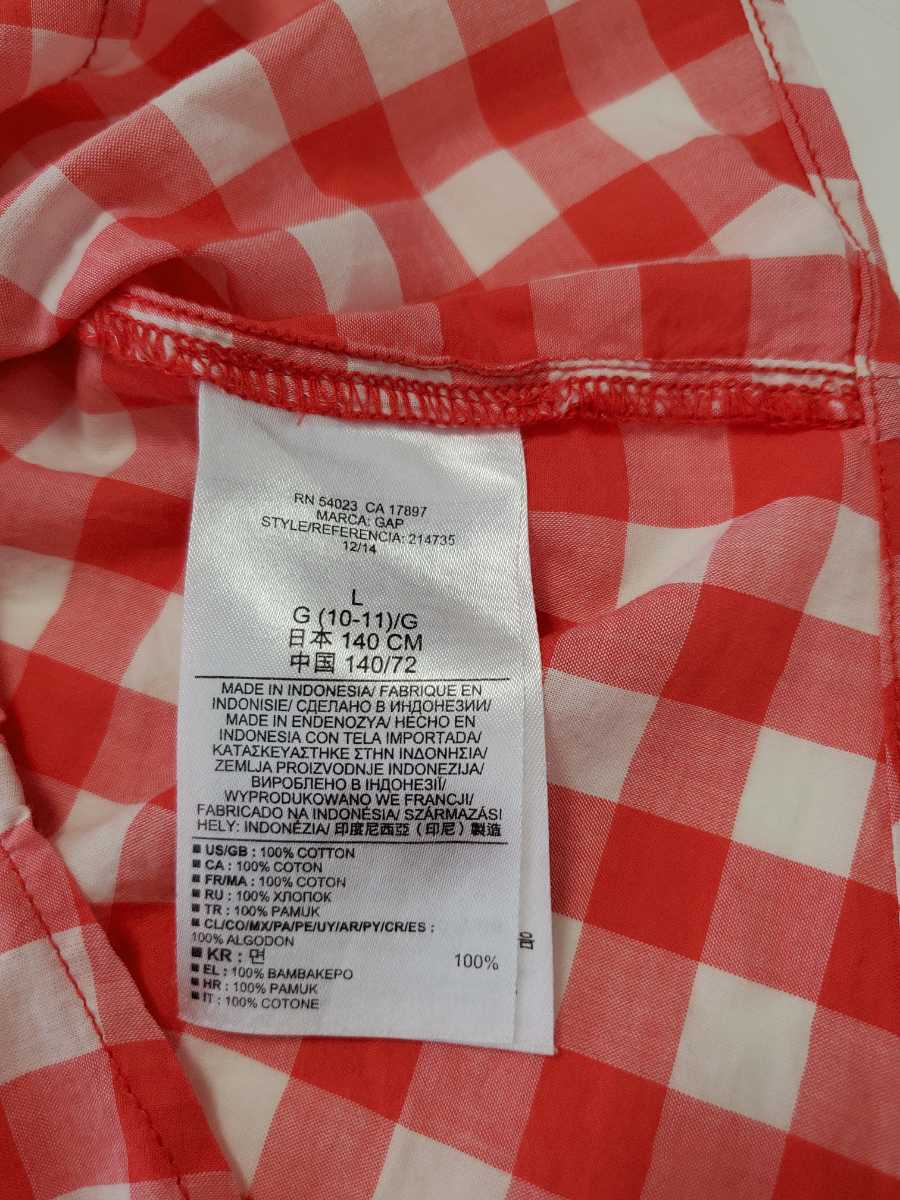 RN 54023 CA 17897
MARCA: GAP
STYLE/REFERENCIA: 214735
12/14
L
G (10-11)/G
日本 140 CM
中国 140/72
MADE IN INDONESIA/ FABRIQUE EN
INDONISIE/ СДЕЛАНО В ИНДОНЕЗИИ/
MADE IN ENDENOZYA/ HECHO EN
INDONESIA CON TELA IMPORTADA/
ΚΑΤΑΣΚΕΥΑΣΤΗΚΕ ΣΤΗΝ ΙΝΔΟΝΗΣΙΑ/
ZEMLJA PROIZVODNJE INDONEZIJA/
ВИРОБЛЕНО В ІНДОНЕЗІЇ/
WYPRODUKOWANO WE FRANCJI/
FABRICADO NA INDONÉSIA/ SZÁRMAZÁSI
HELY: INDONÉZIA/ 印度尼西亞（印尼）製造
■ US/GB : 100% COTTON
■ CA : 100% COTON
■ FR/MA : 100% COTON
■ RU : 100% ХЛОПОК
■ TR : 100% PAMUK
■ CL/CO/MX/PA/PE/UY/AR/PY/CR/ES :
100% ALGODON
■ KR : 면 100%
■ EL : 100% ΒΑΜΒΑΚΕΡΟ
■ HR : 100% PAMUK
■ IT : 100% COTONE
음